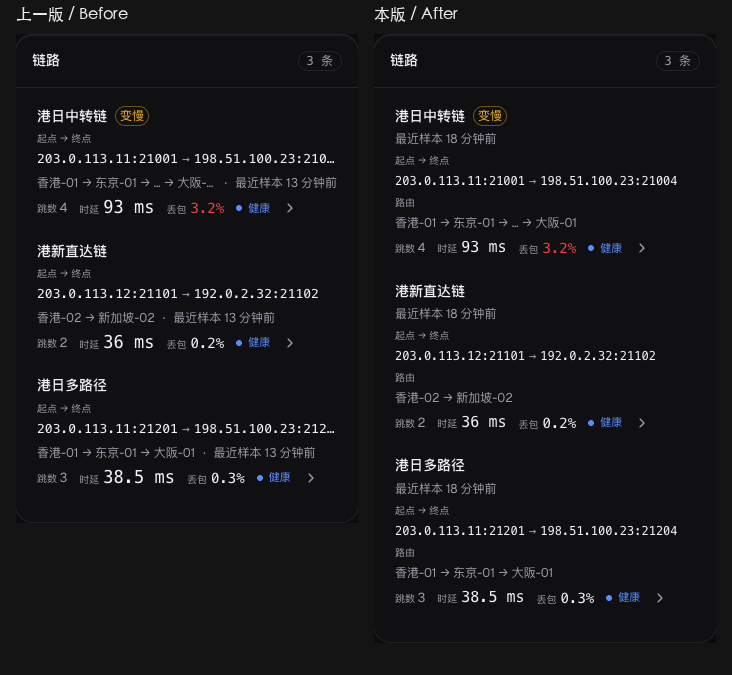 上一版 / Before
链路
3 条
港日中转链 变慢
起点 → 终点
203.0.113.11:21001 → 198.51.100.23:210…
香港-01 → 东京-01 → … → 大阪-… · 最近样本 13 分钟前
跳数 4 时延 93 ms 丢包 3.2% 健康
港新直达链
起点 → 终点
203.0.113.12:21101 → 192.0.2.32:21102
香港-02 → 新加坡-02 · 最近样本 13 分钟前
跳数 2 时延 36 ms 丢包 0.2% 健康
港日多路径
起点 → 终点
203.0.113.11:21201 → 198.51.100.23:212…
香港-01 → 东京-01 → 大阪-01 · 最近样本 13 分钟前
跳数 3 时延 38.5 ms 丢包 0.3% 健康
本版 / After
链路
3 条
港日中转链 变慢
最近样本 18 分钟前
起点 → 终点
203.0.113.11:21001 → 198.51.100.23:21004
路由
香港-01 → 东京-01 → … → 大阪-01
跳数 4 时延 93 ms 丢包 3.2% 健康
港新直达链
最近样本 18 分钟前
起点 → 终点
203.0.113.12:21101 → 192.0.2.32:21102
路由
香港-02 → 新加坡-02
跳数 2 时延 36 ms 丢包 0.2% 健康
港日多路径
最近样本 18 分钟前
起点 → 终点
203.0.113.11:21201 → 198.51.100.23:21204
路由
香港-01 → 东京-01 → 大阪-01
跳数 3 时延 38.5 ms 丢包 0.3% 健康